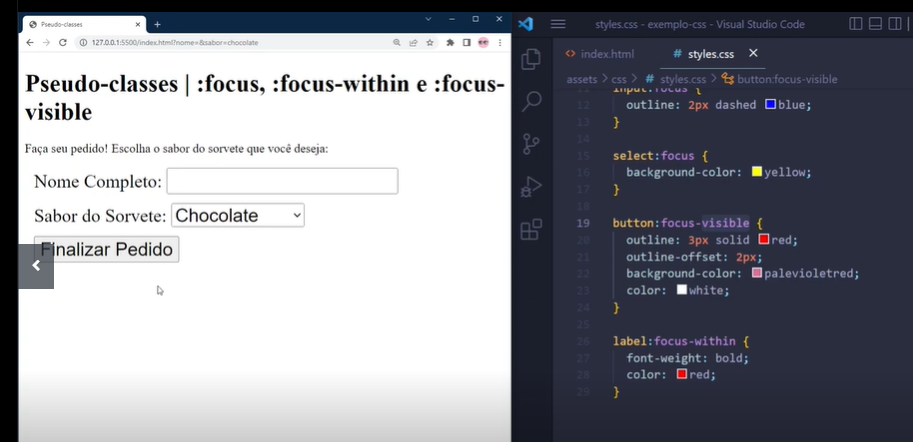 Pseudo-classes
127.0.0.1:5500/index.html?nome=&sabor=chocolate
Pseudo-classes | :focus, :focus-within e :focus-
visible
Faça seu pedido! Escolha o sabor do sorvete que você deseja:
Nome Completo:
Sabor do Sorvete: Chocolate
Finalizar Pedido
styles.css - exemplo-css - Visual Studio Code
index.html
# styles.css
assets > css > # styles.css > button:focus-visible
11 input:focus {
12 outline: 2px dashed blue;
13 }
14
15 select:focus {
16 background-color: yellow;
17 }
18
19 button:focus-visible {
20 outline: 3px solid red;
21 outline-offset: 2px;
22 background-color: palevioletred;
23 color: white;
24 }
25
26 label:focus-within {
27 font-weight: bold;
28 color: red;
29 }